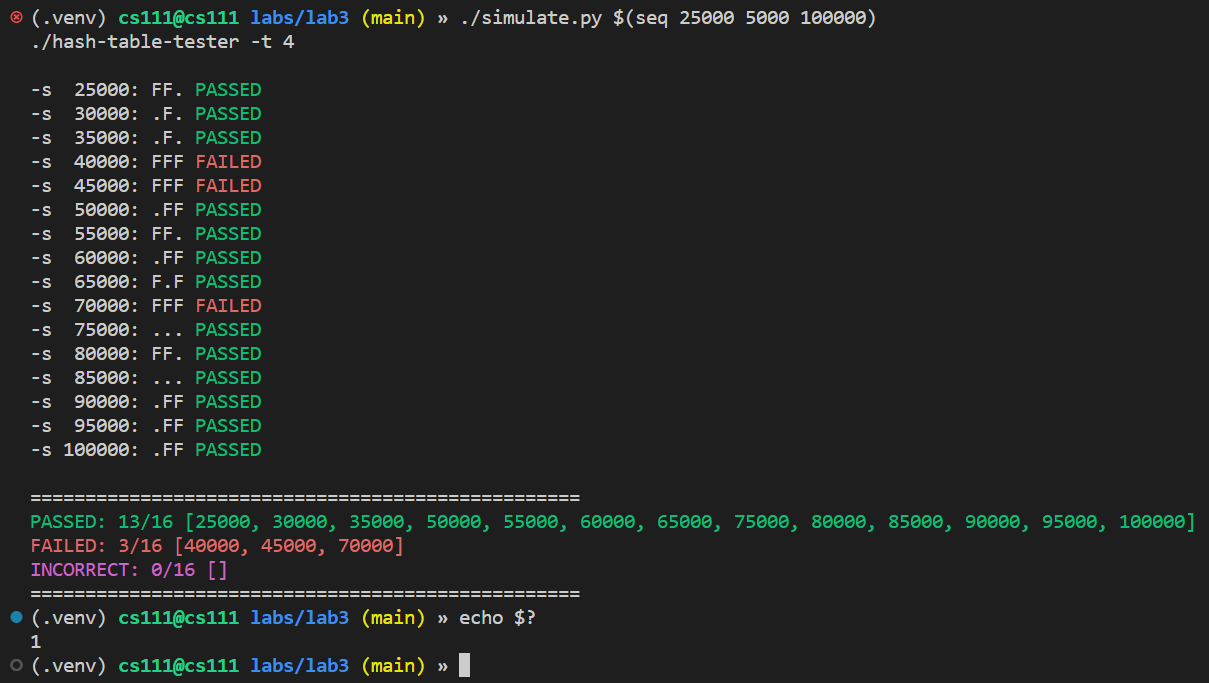 (.venv) cs111@cs111 labs/lab3 (main) » ./simulate.py $(seq 25000 5000 100000)
./hash-table-tester -t 4

-s  25000: FF. PASSED
-s  30000: .F. PASSED
-s  35000: .F. PASSED
-s  40000: FFF FAILED
-s  45000: FFF FAILED
-s  50000: .FF PASSED
-s  55000: FF. PASSED
-s  60000: .FF PASSED
-s  65000: F.F PASSED
-s  70000: FFF FAILED
-s  75000: ... PASSED
-s  80000: FF. PASSED
-s  85000: ... PASSED
-s  90000: .FF PASSED
-s  95000: .FF PASSED
-s 100000: .FF PASSED

==================================================
PASSED: 13/16 [25000, 30000, 35000, 50000, 55000, 60000, 65000, 75000, 80000, 85000, 90000, 95000, 100000]
FAILED: 3/16 [40000, 45000, 70000]
INCORRECT: 0/16 []
==================================================
(.venv) cs111@cs111 labs/lab3 (main) » echo $?
1
(.venv) cs111@cs111 labs/lab3 (main) »